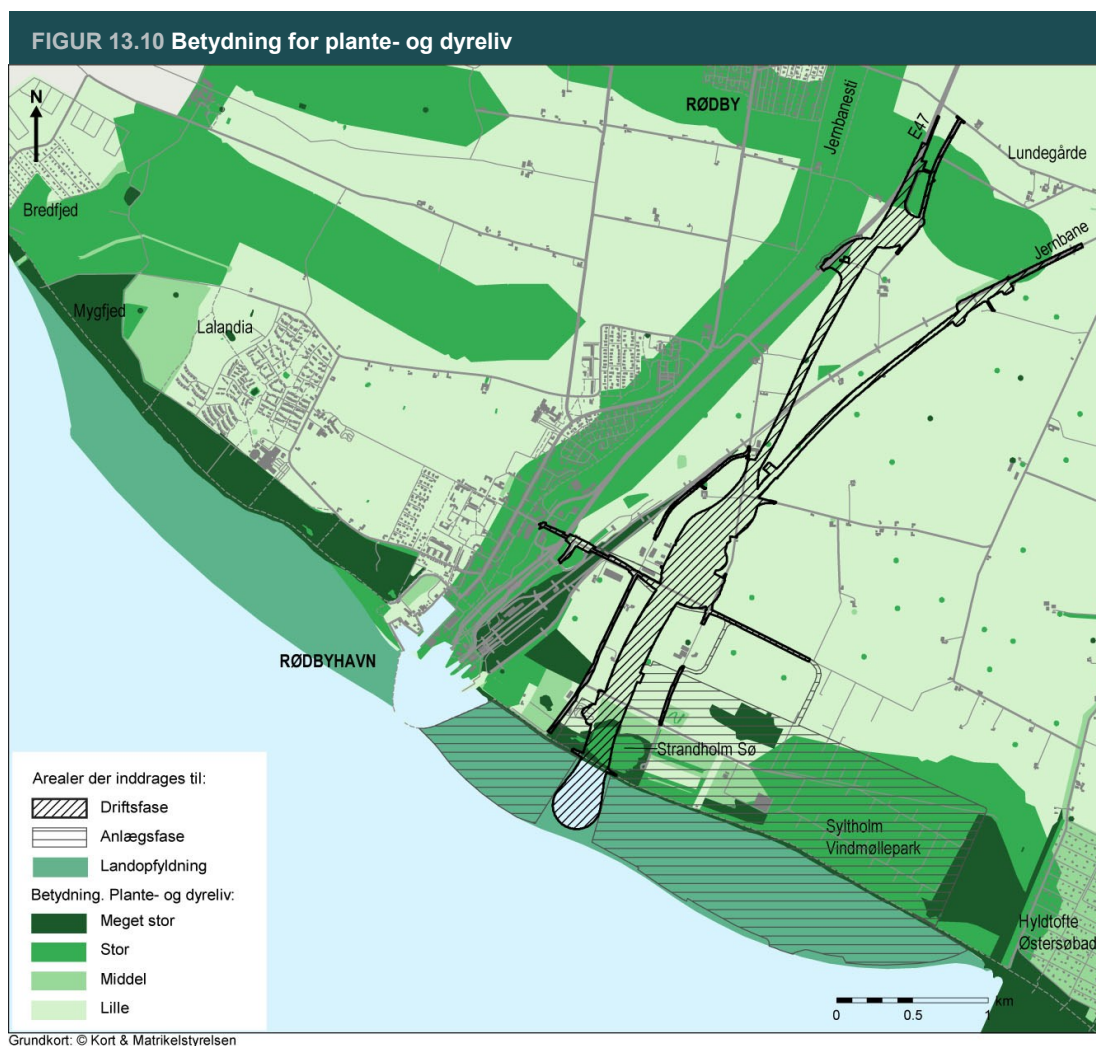 FIGUR 13.10 Betydning for plante- og dyreliv
N
RØDBY
Jernbanesti
E47
Lundegårde
Bredfjed
Jernbane
Mygfjed
Lalandia
RØDBYHAVN
Strandholm Sø
Syltholm
Vindmøllepark
Hyldtofte
Østersøbad
Arealer der inddrages til:
Driftsfase
Anlægsfase
Landopfyldning
Betydning. Plante- og dyreliv:
Meget stor
Stor
Middel
Lille
km
0 0.5 1
Grundkort: © Kort & Matrikelstyrelsen